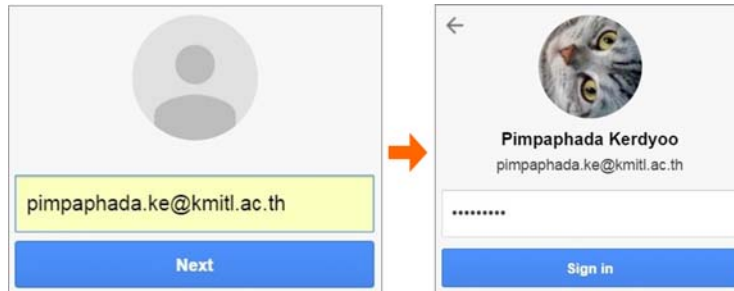 pimpaphada.ke@kmitl.ac.th
Next
Pimpaphada Kerdyoo
pimpaphada.ke@kmitl.ac.th
•••••••••
Sign in